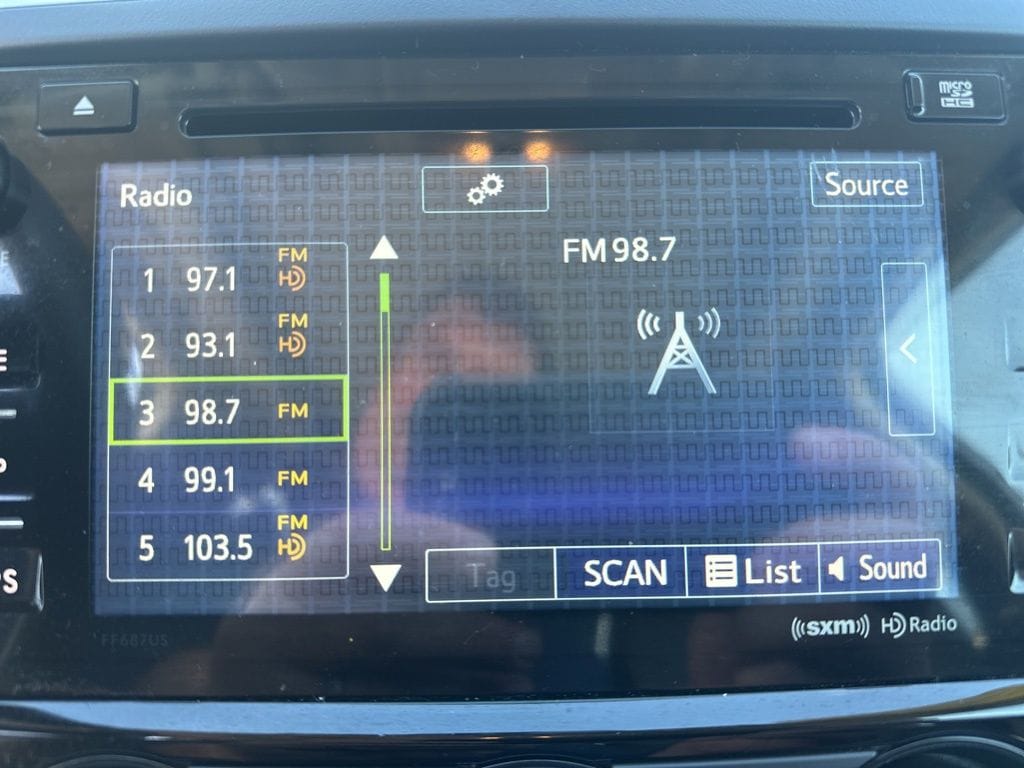 micro
SD
HC
Radio
Source
FM 98.7
1 97.1 FM HD
2 93.1 FM HD
3 98.7 FM
4 99.1 FM
5 103.5 FM HD
Tag
SCAN
List
Sound
FF687US
((sxm)) HD Radio
E
P
PS